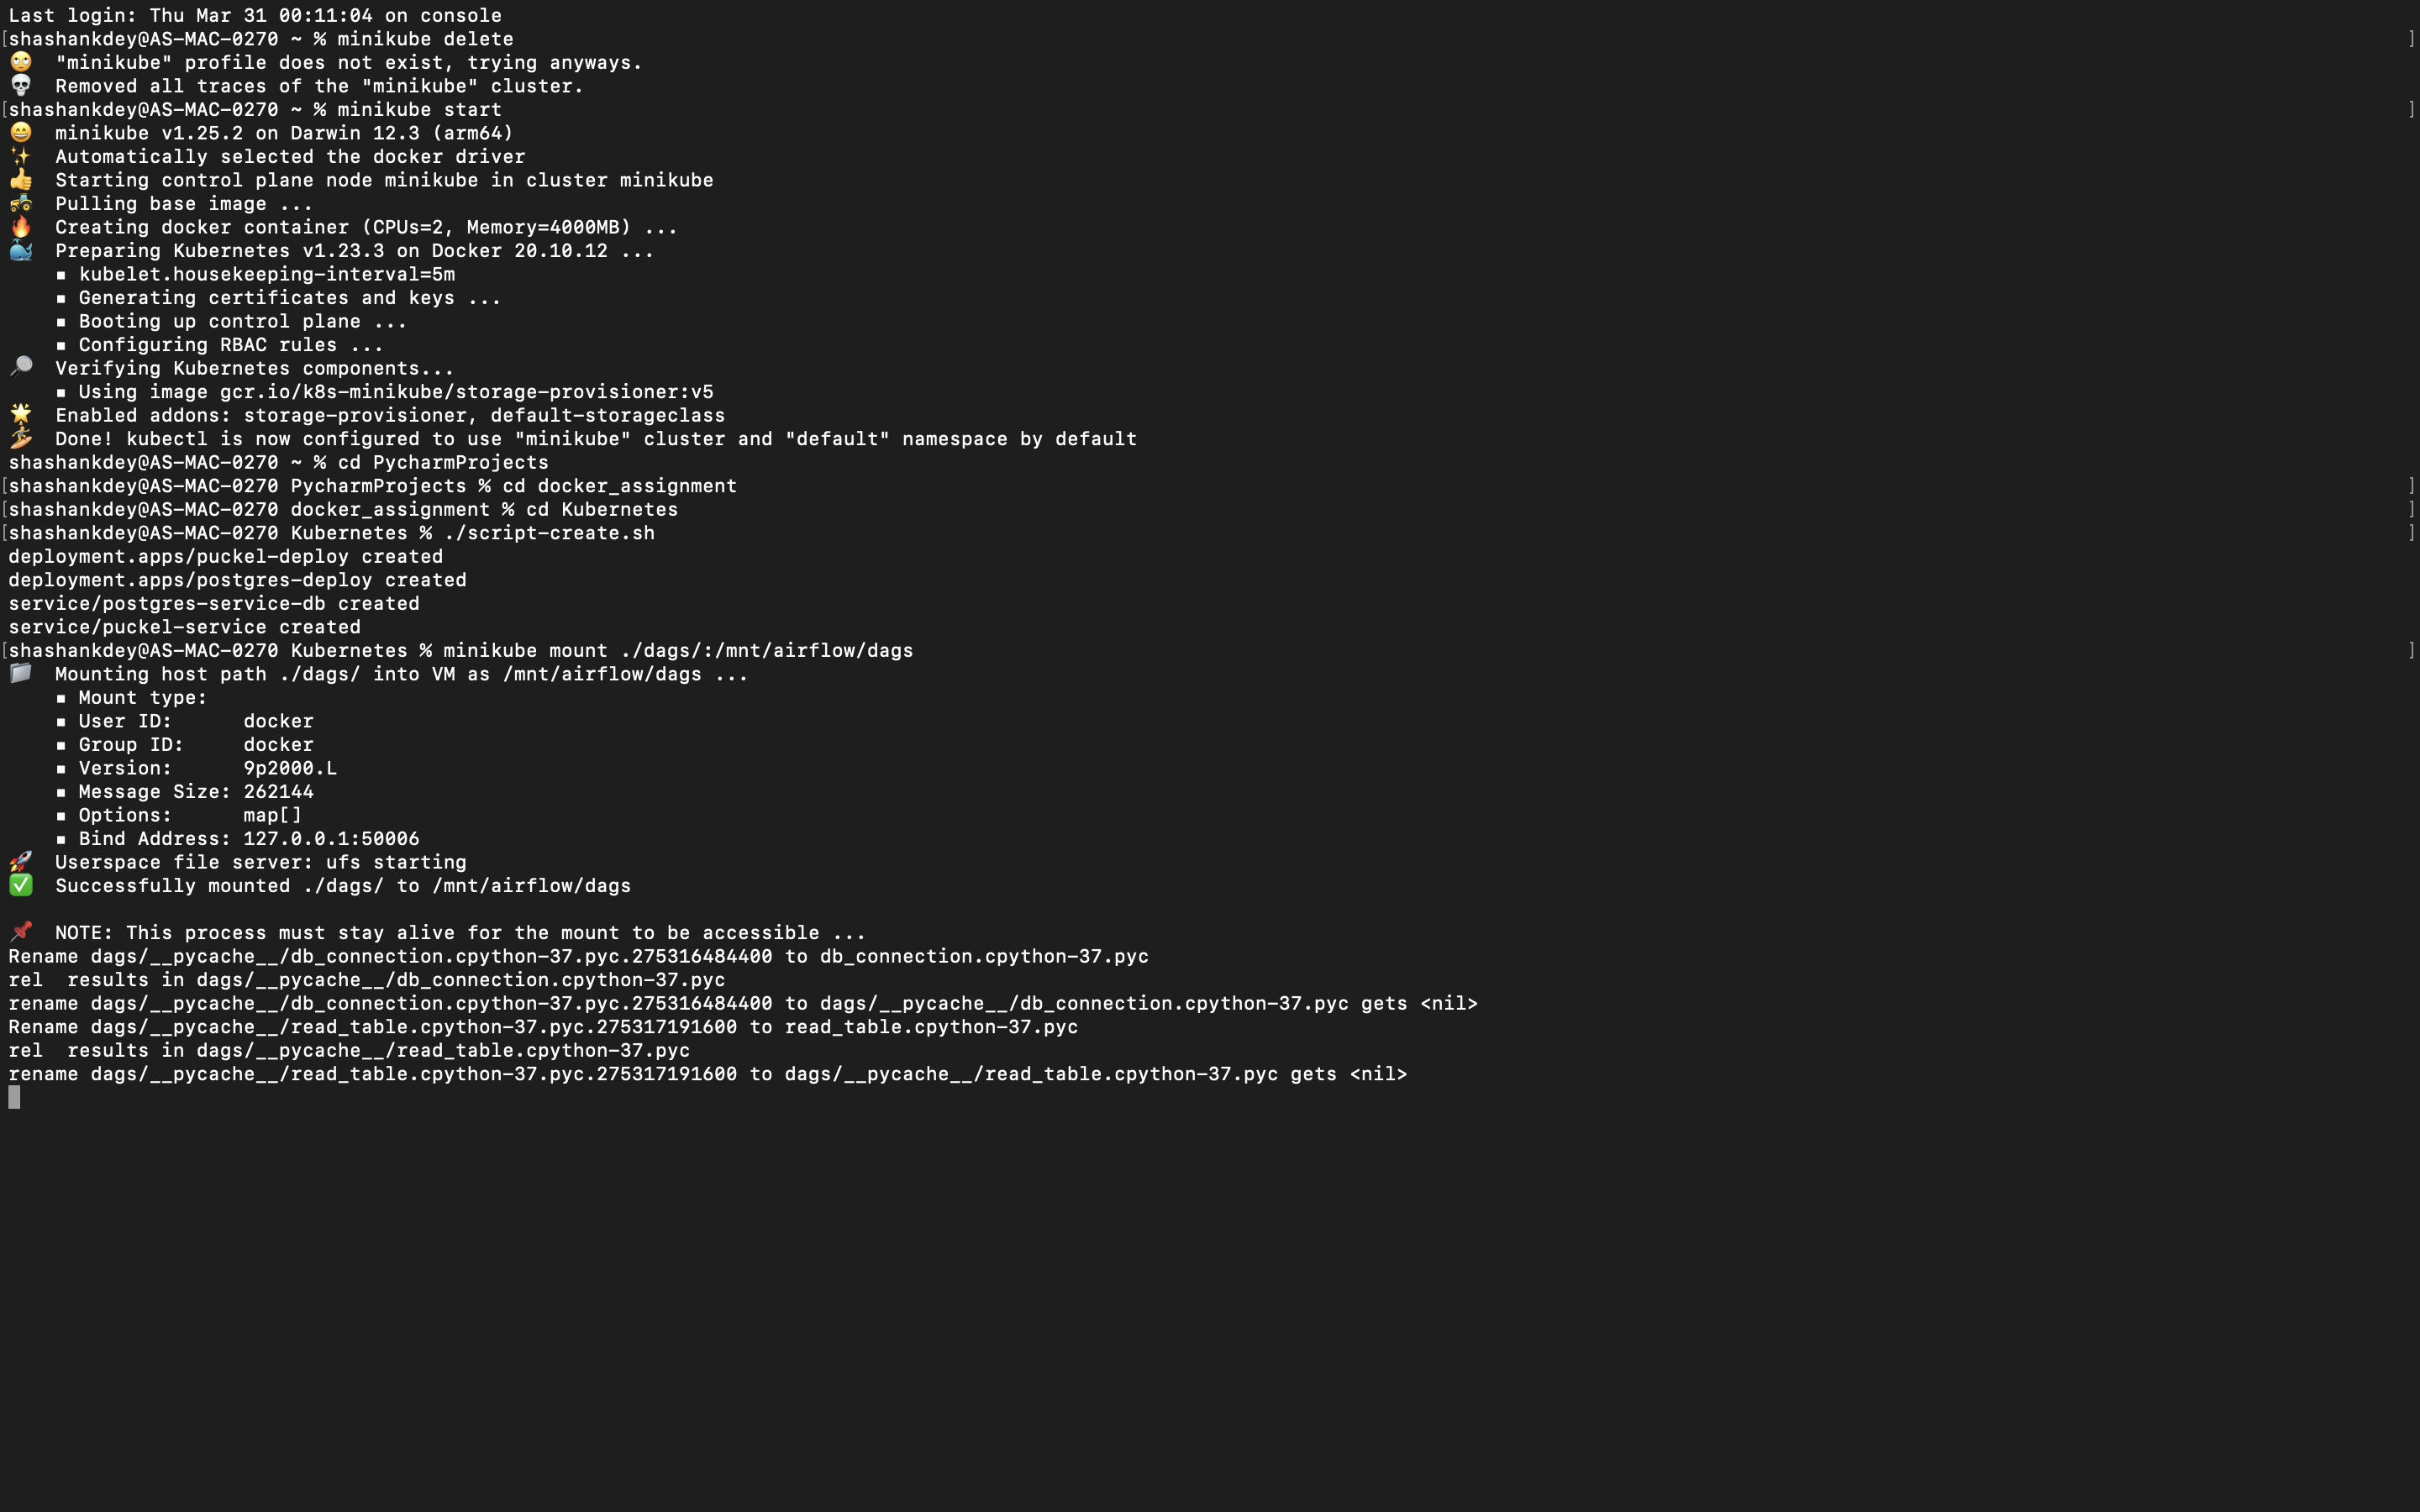 Last login: Thu Mar 31 00:11:04 on console
[shashankdey@AS-MAC-0270 ~ % minikube delete ]
🙄 "minikube" profile does not exist, trying anyways.
💀 Removed all traces of the "minikube" cluster.
[shashankdey@AS-MAC-0270 ~ % minikube start ]
😄 minikube v1.25.2 on Darwin 12.3 (arm64)
✨ Automatically selected the docker driver
👍 Starting control plane node minikube in cluster minikube
🚜 Pulling base image ...
🔥 Creating docker container (CPUs=2, Memory=4000MB) ...
🐳 Preparing Kubernetes v1.23.3 on Docker 20.10.12 ...
▪ kubelet.housekeeping-interval=5m
▪ Generating certificates and keys ...
▪ Booting up control plane ...
▪ Configuring RBAC rules ...
🔎 Verifying Kubernetes components...
▪ Using image gcr.io/k8s-minikube/storage-provisioner:v5
🌟 Enabled addons: storage-provisioner, default-storageclass
🏄 Done! kubectl is now configured to use "minikube" cluster and "default" namespace by default
shashankdey@AS-MAC-0270 ~ % cd PycharmProjects
[shashankdey@AS-MAC-0270 PycharmProjects % cd docker_assignment ]
[shashankdey@AS-MAC-0270 docker_assignment % cd Kubernetes ]
[shashankdey@AS-MAC-0270 Kubernetes % ./script-create.sh ]
deployment.apps/puckel-deploy created
deployment.apps/postgres-deploy created
service/postgres-service-db created
service/puckel-service created
[shashankdey@AS-MAC-0270 Kubernetes % minikube mount ./dags/:/mnt/airflow/dags ]
📁 Mounting host path ./dags/ into VM as /mnt/airflow/dags ...
▪ Mount type:
▪ User ID: docker
▪ Group ID: docker
▪ Version: 9p2000.L
▪ Message Size: 262144
▪ Options: map[]
▪ Bind Address: 127.0.0.1:50006
🚀 Userspace file server: ufs starting
✅ Successfully mounted ./dags/ to /mnt/airflow/dags
📌 NOTE: This process must stay alive for the mount to be accessible ...
Rename dags/__pycache__/db_connection.cpython-37.pyc.275316484400 to db_connection.cpython-37.pyc
rel  results in dags/__pycache__/db_connection.cpython-37.pyc
rename dags/__pycache__/db_connection.cpython-37.pyc.275316484400 to dags/__pycache__/db_connection.cpython-37.pyc gets <nil>
Rename dags/__pycache__/read_table.cpython-37.pyc.275317191600 to read_table.cpython-37.pyc
rel  results in dags/__pycache__/read_table.cpython-37.pyc
rename dags/__pycache__/read_table.cpython-37.pyc.275317191600 to dags/__pycache__/read_table.cpython-37.pyc gets <nil>